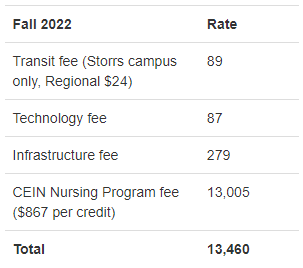 Fall 2022 Rate
Transit fee (Storrs campus 89
only, Regional $24)
Technology fee 87
Infrastructure fee 279
CEIN Nursing Program fee 13,005
($867 per credit)
Total 13,460